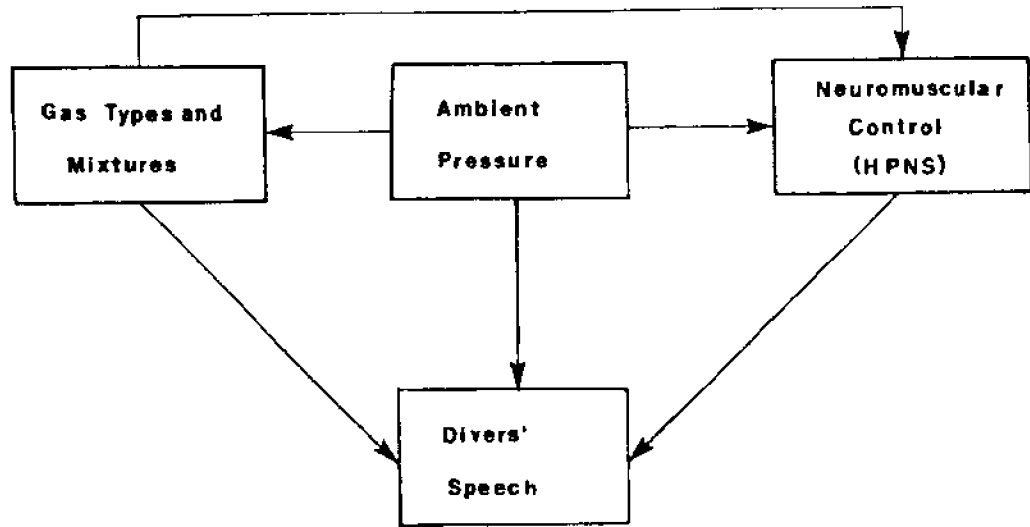 Gas Types and
Mixtures
Ambient
Pressure
Neuromuscular
Control
(HPNS)
Divers'
Speech